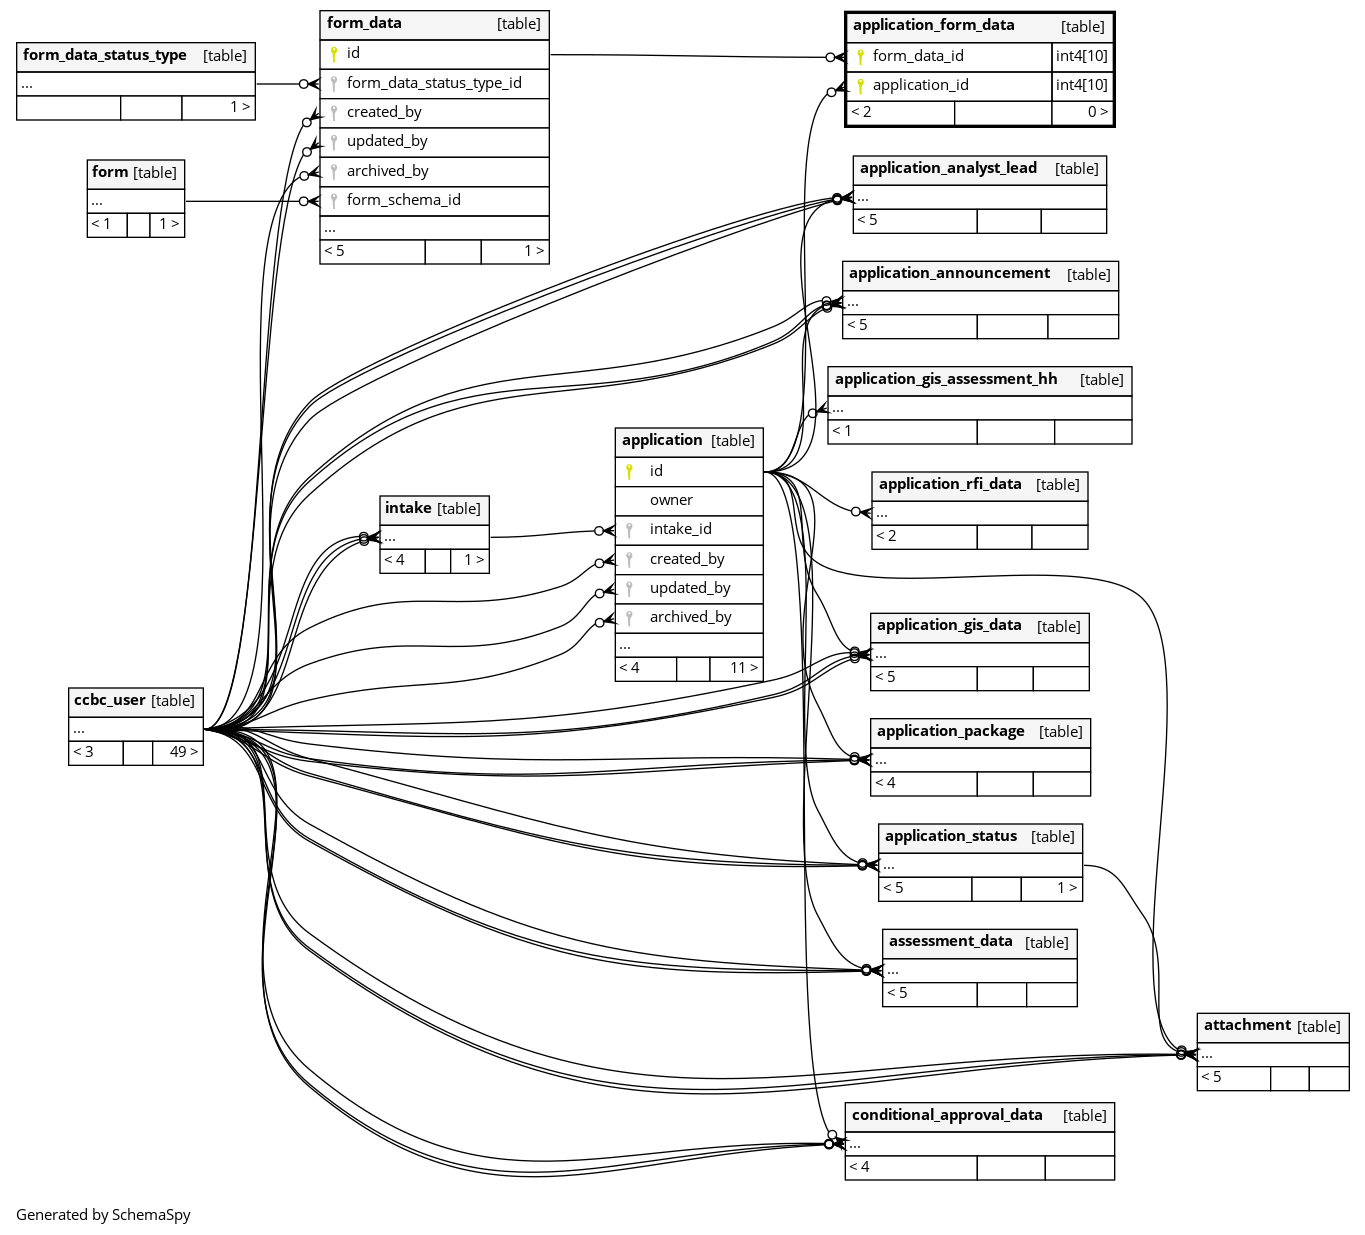 form_data_status_type [table]
...
1 >
form [table]
...
< 1 1 >
form_data [table]
id
form_data_status_type_id
created_by
updated_by
archived_by
form_schema_id
...
< 5 1 >
application_form_data [table]
form_data_id int4[10]
application_id int4[10]
< 2 0 >
application_analyst_lead [table]
...
< 5
application_announcement [table]
...
< 5
application_gis_assessment_hh [table]
...
< 1
application [table]
id
owner
intake_id
created_by
updated_by
archived_by
...
< 4 11 >
intake [table]
...
< 4 1 >
application_rfi_data [table]
...
< 2
application_gis_data [table]
...
< 5
ccbc_user [table]
...
< 3 49 >
application_package [table]
...
< 4
application_status [table]
...
< 5 1 >
assessment_data [table]
...
< 5
attachment [table]
...
< 5
conditional_approval_data [table]
...
< 4
Generated by SchemaSpy